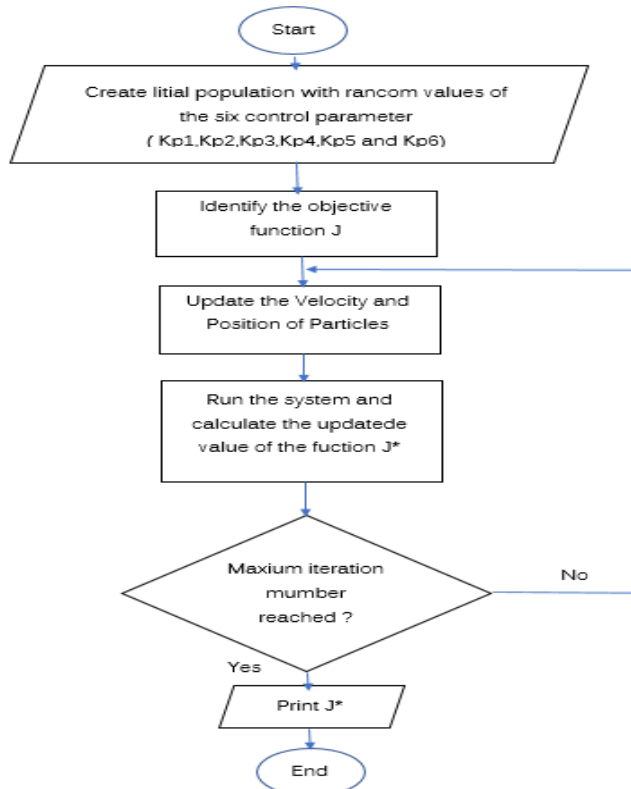 Start
Create Iitial population with rancom values of
the six control parameter
( Kp1,Kp2,Kp3,Kp4,Kp5 and Kp6)
Identify the objective
function J
Update the Velocity and
Position of Particles
Run the system and
calculate the updatede
value of the fuction J*
Maxium iteration
mumber
reached ?
No
Yes
Print J*
End